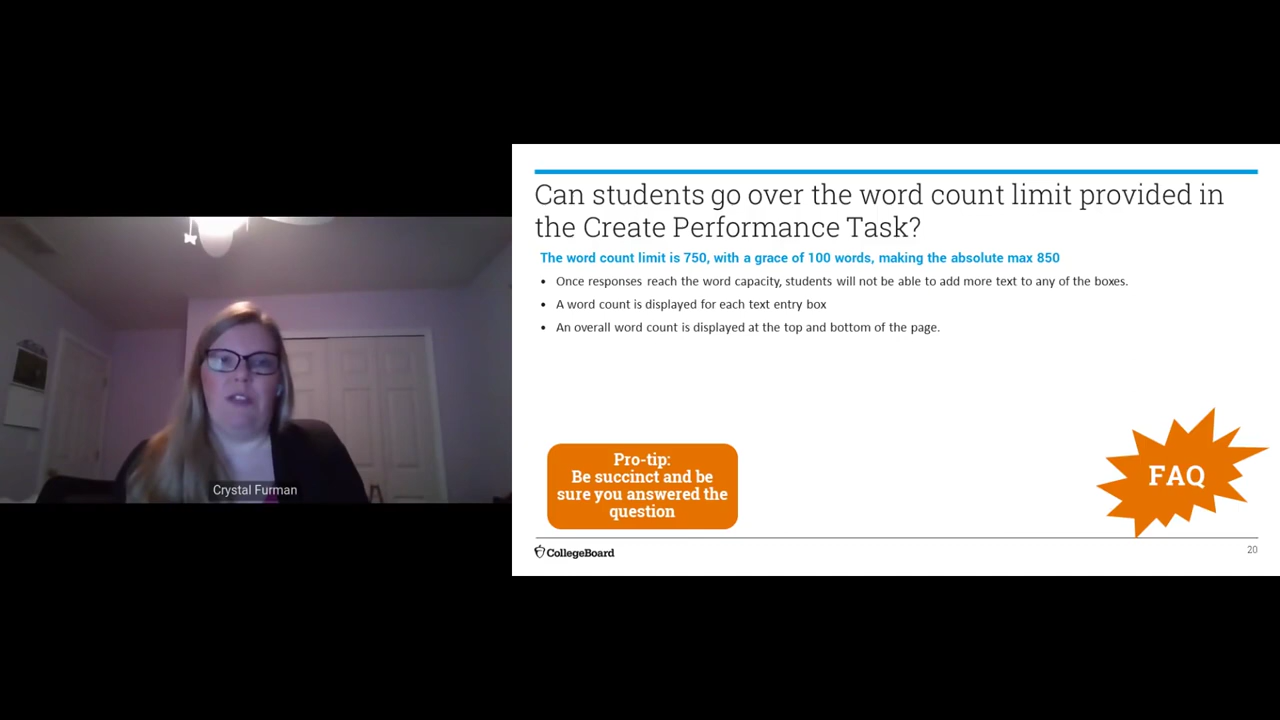 Crystal Furman
Can students go over the word count limit provided in
the Create Performance Task?
The word count limit is 750, with a grace of 100 words, making the absolute max 850
• Once responses reach the word capacity, students will not be able to add more text to any of the boxes.
• A word count is displayed for each text entry box
• An overall word count is displayed at the top and bottom of the page.
Pro-tip:
Be succinct and be
sure you answered the
question
FAQ
CollegeBoard
20